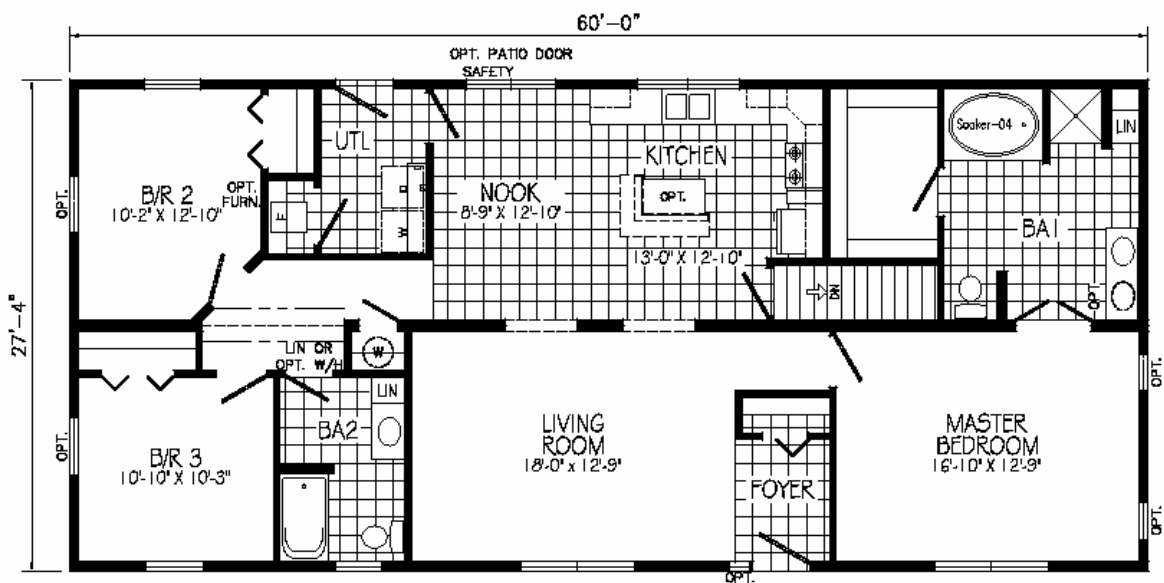 60'-0"
OPT. PATIO DOOR
SAFETY
27'-4"
B/R 2
10'-2" X 12'-10"
OPT.
OPT.
FURN.
F
UTL
D
W
NOOK
8'-9" X 12'-10"
KITCHEN
OPT.
13'-0" X 12'-10"
DN
Soaker-04
LIN
BA1
OPT.
LIN OR
OPT. W/H
W
LIN
BA2
B/R 3
10'-10" X 10'-3"
OPT.
LIVING
ROOM
18'-0" x 12'-9"
FOYER
OPT.
MASTER
BEDROOM
16'-10" X 12'-9"
OPT.
OPT.